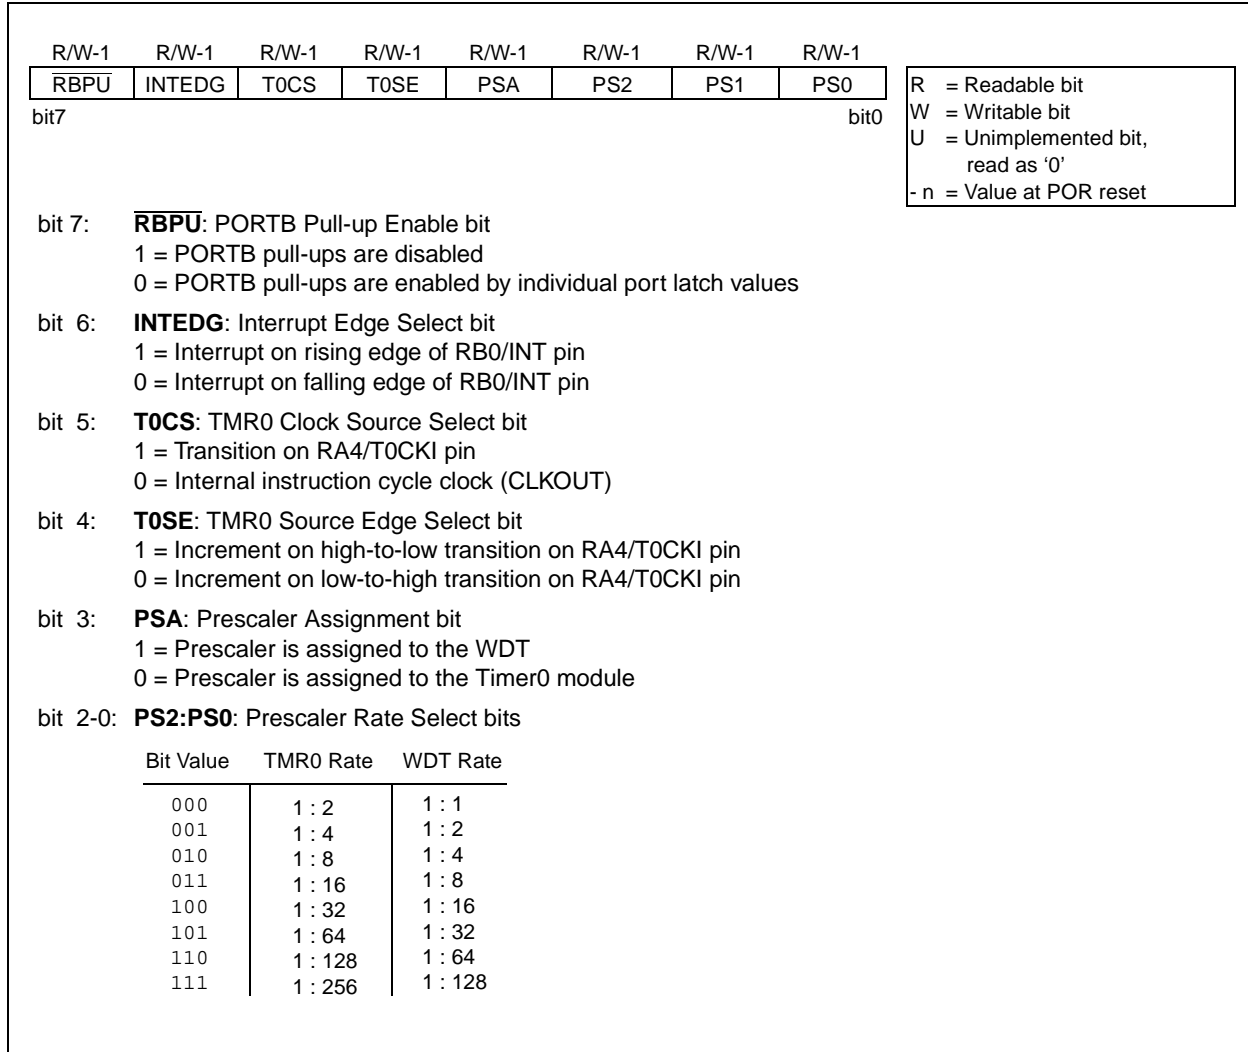 R/W-1 R/W-1 R/W-1 R/W-1 R/W-1 R/W-1 R/W-1 R/W-1
RBPU INTEDG T0CS T0SE PSA PS2 PS1 PS0
bit7 bit0
R = Readable bit
W = Writable bit
U = Unimplemented bit,
read as ‘0’
- n = Value at POR reset
bit 7: RBPU: PORTB Pull-up Enable bit
1 = PORTB pull-ups are disabled
0 = PORTB pull-ups are enabled by individual port latch values
bit 6: INTEDG: Interrupt Edge Select bit
1 = Interrupt on rising edge of RB0/INT pin
0 = Interrupt on falling edge of RB0/INT pin
bit 5: T0CS: TMR0 Clock Source Select bit
1 = Transition on RA4/T0CKI pin
0 = Internal instruction cycle clock (CLKOUT)
bit 4: T0SE: TMR0 Source Edge Select bit
1 = Increment on high-to-low transition on RA4/T0CKI pin
0 = Increment on low-to-high transition on RA4/T0CKI pin
bit 3: PSA: Prescaler Assignment bit
1 = Prescaler is assigned to the WDT
0 = Prescaler is assigned to the Timer0 module
bit 2-0: PS2:PS0: Prescaler Rate Select bits
Bit Value TMR0 Rate WDT Rate
000 1 : 2 1 : 1
001 1 : 4 1 : 2
010 1 : 8 1 : 4
011 1 : 16 1 : 8
100 1 : 32 1 : 16
101 1 : 64 1 : 32
110 1 : 128 1 : 64
111 1 : 256 1 : 128